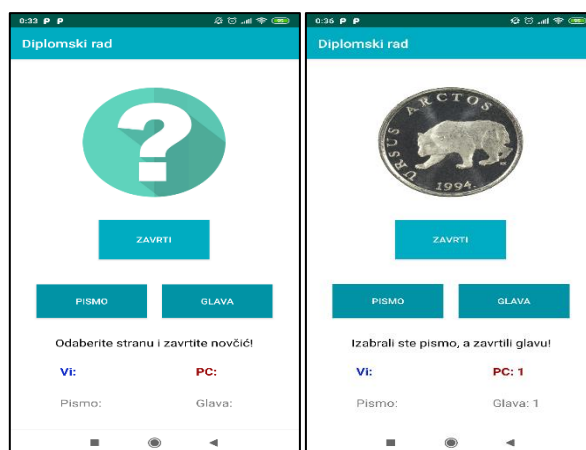 0:33 P P
Diplomski rad
?
ZAVRTI
PISMO GLAVA
Odaberite stranu i zavrtite novčić!
Vi: PC:
Pismo: Glava:
0:36 P P
Diplomski rad
URSUS ARCTOS
1994.
ZAVRTI
PISMO GLAVA
Izabrali ste pismo, a zavrtili glavu!
Vi: PC: 1
Pismo: Glava: 1